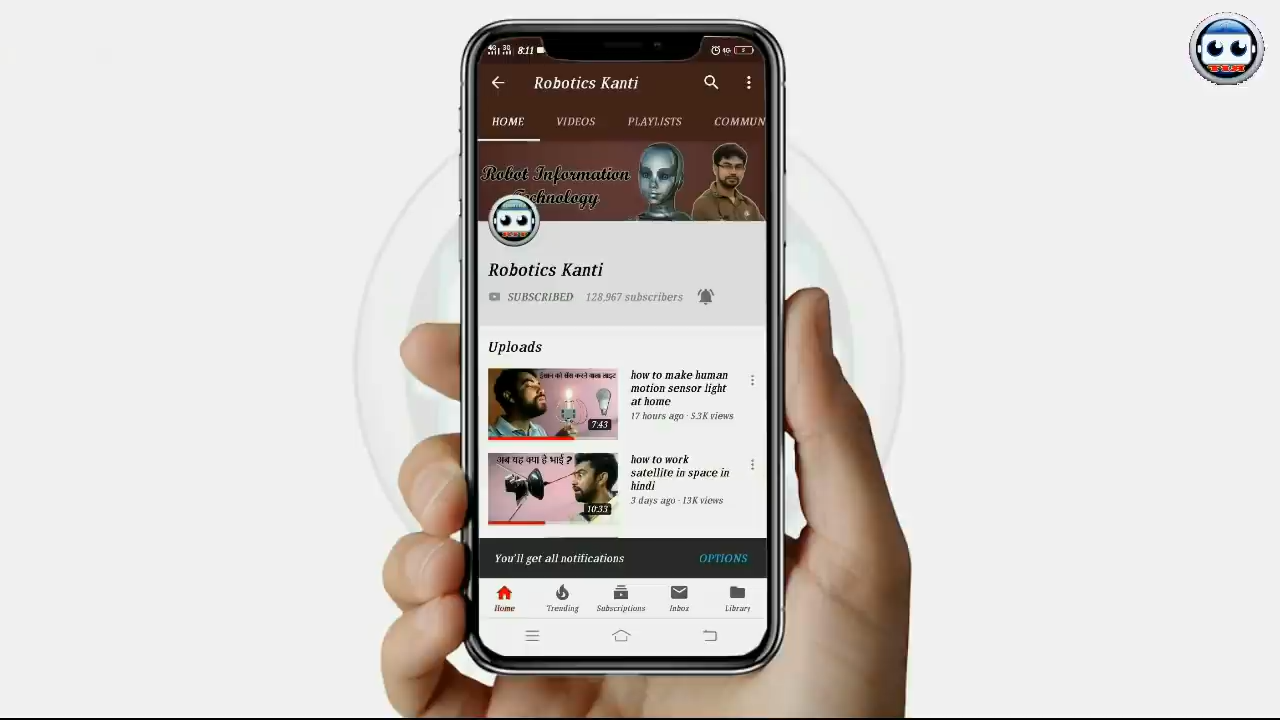 8:11
Robotics Kanti
HOME VIDEOS PLAYLISTS COMMUN
Robot Information
Technology
Robotics Kanti
SUBSCRIBED 128,967 subscribers
Uploads
इंसान को सेंस करने वाला लाइट
7:43
how to make human
motion sensor light
at home
17 hours ago · 5.3K views
अब यह क्या है भाई ?
10:33
how to work
satellite in space in
hindi
3 days ago · 13K views
You'll get all notifications OPTIONS
Home Trending Subscriptions Inbox Library